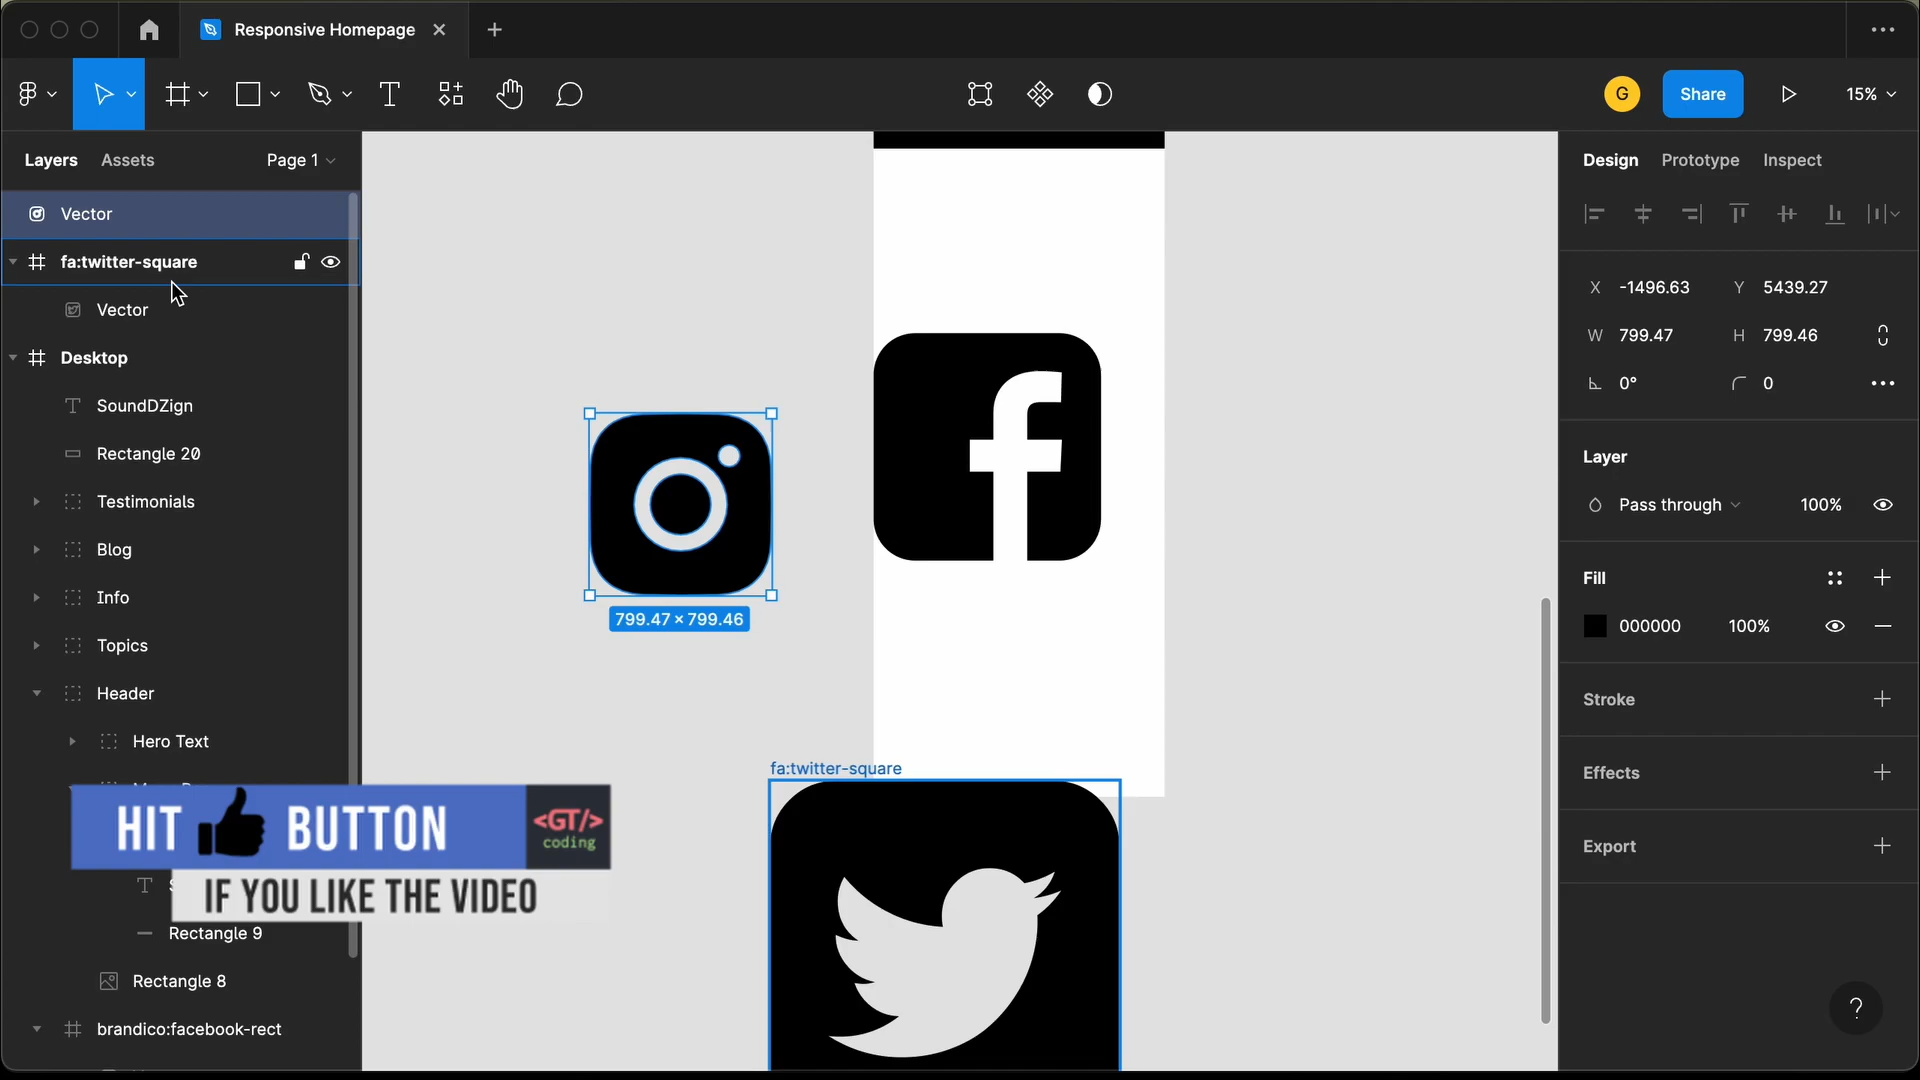 Responsive Homepage
G
Share
15%
Layers
Assets
Page 1
Vector
fa:twitter-square
Vector
Desktop
SoundDZign
Rectangle 20
Testimonials
Blog
Info
Topics
Header
Hero Text
Rectangle 9
Rectangle 8
brandico:facebook-rect
799.47 × 799.46
fa:twitter-square
HIT BUTTON
<GT/>
coding
IF YOU LIKE THE VIDEO
Design
Prototype
Inspect
X -1496.63
Y 5439.27
W 799.47
H 799.46
0°
0
Layer
Pass through
100%
Fill
000000
100%
Stroke
Effects
Export
?